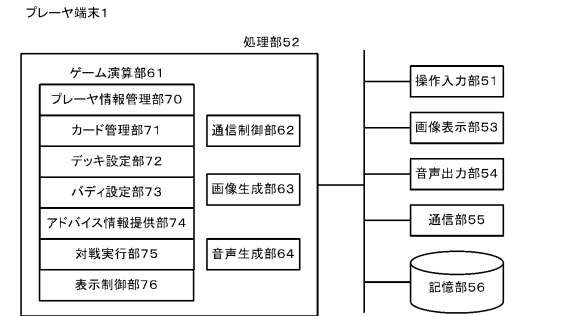 プレーヤ端末1
処理部52
ゲーム演算部61
プレーヤ情報管理部70
カード管理部71
デッキ設定部72
バディ設定部73
アドバイス情報提供部74
対戦実行部75
表示制御部76
通信制御部62
画像生成部63
音声生成部64
操作入力部51
画像表示部53
音声出力部54
通信部55
記憶部56